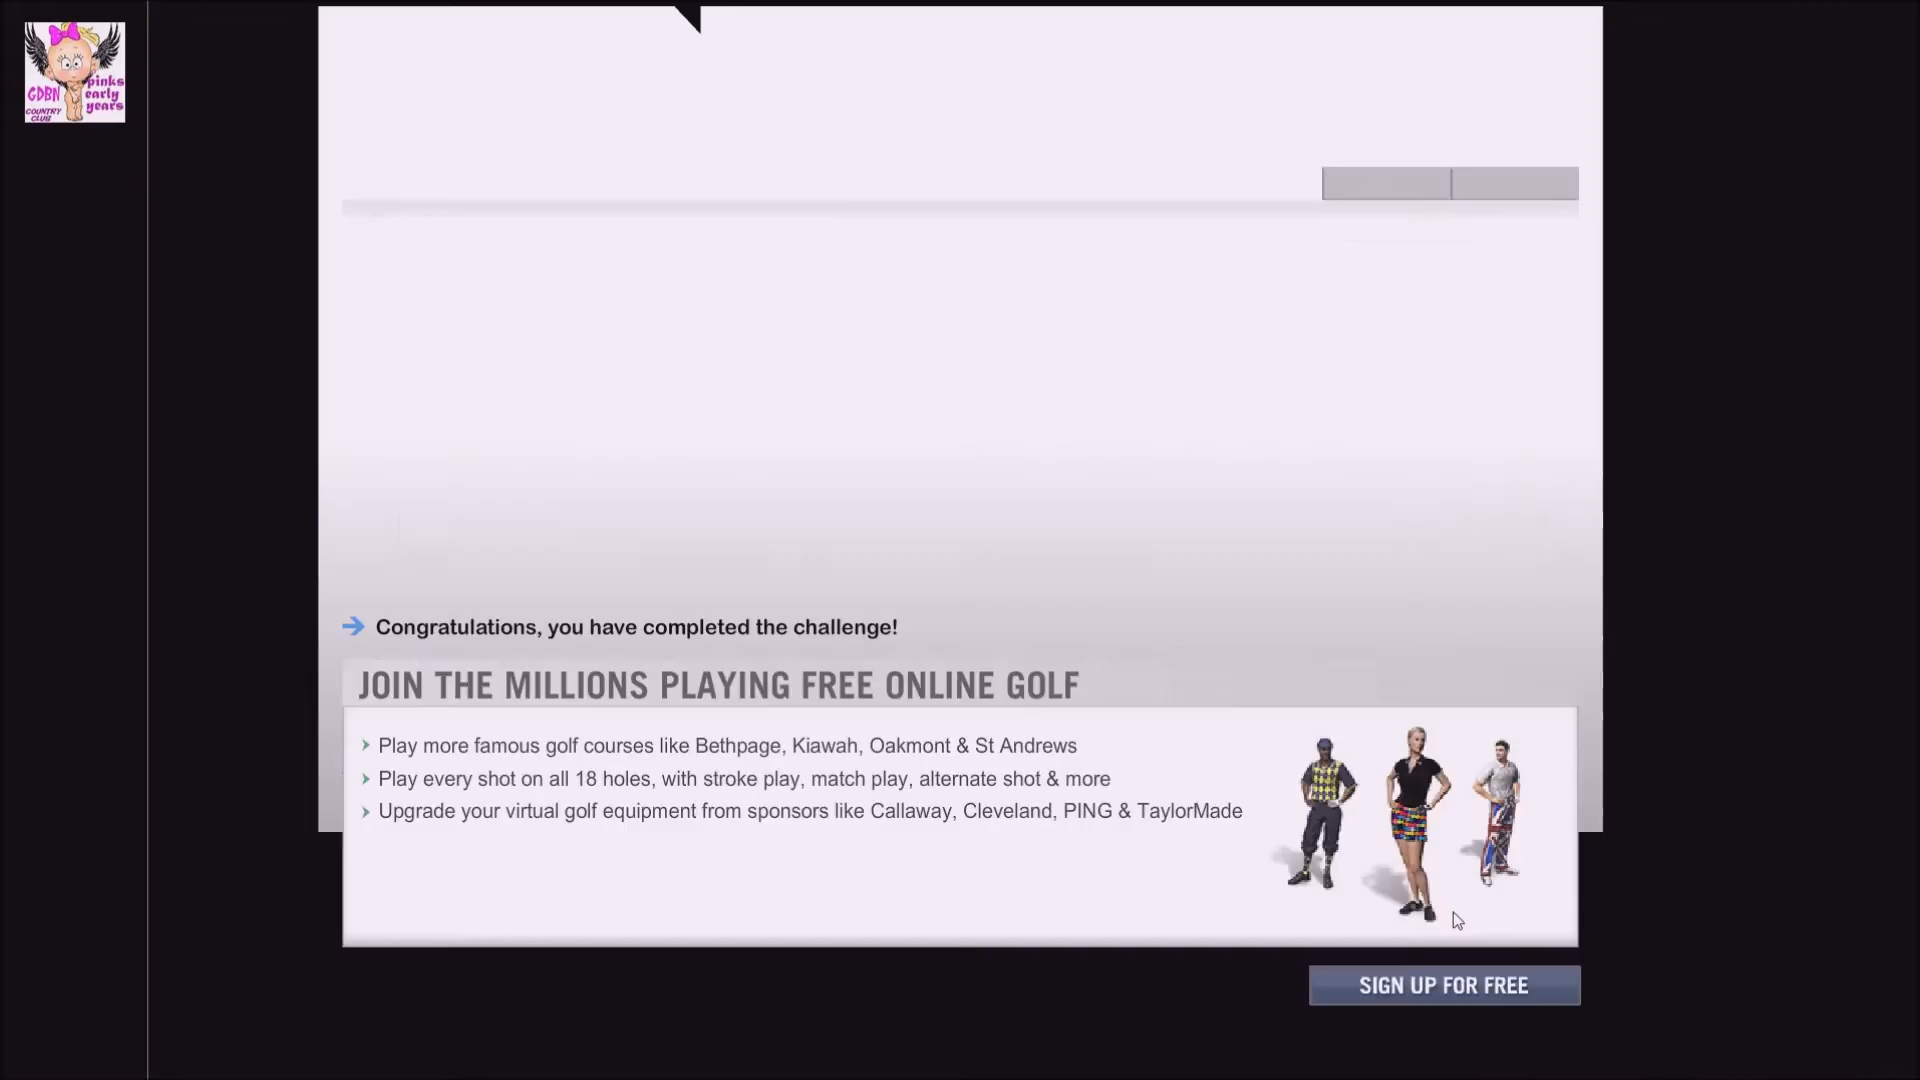 pinks
GDBN early
COUNTRY years
CLUB
Congratulations, you have completed the challenge!
JOIN THE MILLIONS PLAYING FREE ONLINE GOLF
Play more famous golf courses like Bethpage, Kiawah, Oakmont & St Andrews
Play every shot on all 18 holes, with stroke play, match play, alternate shot & more
Upgrade your virtual golf equipment from sponsors like Callaway, Cleveland, PING & TaylorMade
SIGN UP FOR FREE